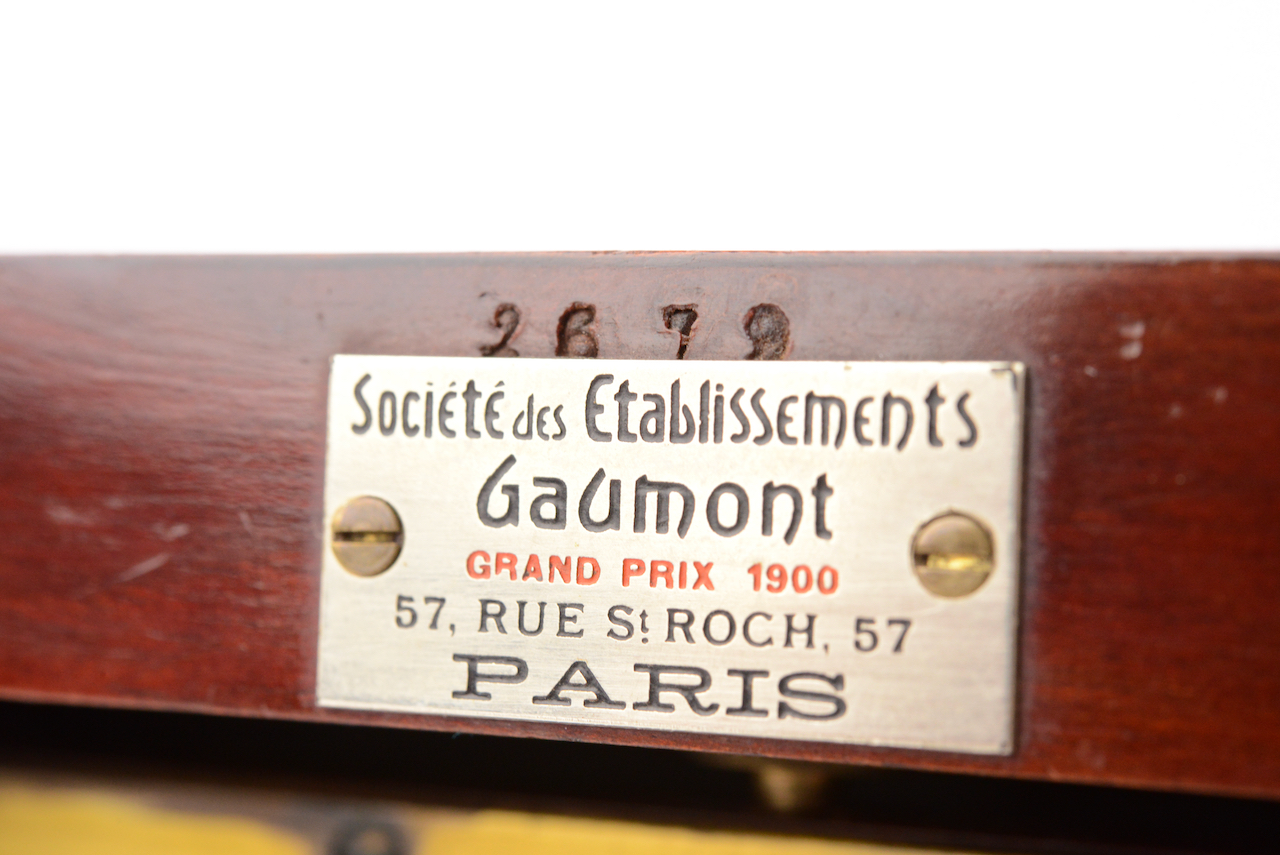 2679
Société des Etablissements
Gaumont
GRAND PRIX 1900
57, RUE St ROCH, 57
PARIS